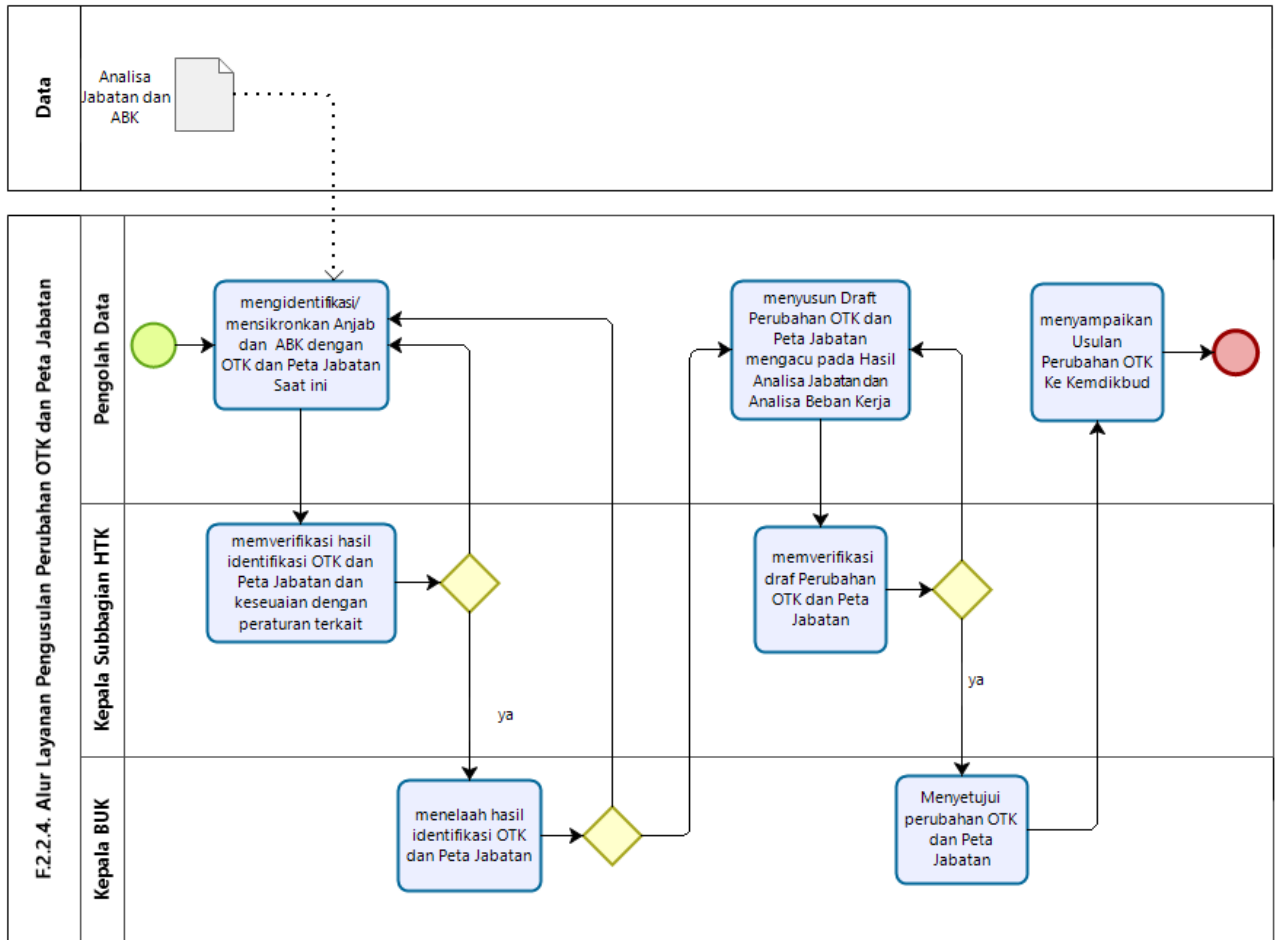 Data
Analisa
Jabatan dan
ABK
F.2.2.4. Alur Layanan Pengusulan Perubahan OTK dan Peta Jabatan
Pengolah Data
mengidentifikasi/
mensikronkan Anjab
dan ABK dengan
OTK dan Peta Jabatan
Saat ini
menyusun Draft
Perubahan OTK dan
Peta Jabatan
mengacu pada Hasil
Analisa Jabatan dan
Analisa Beban Kerja
menyampaikan
Usulan
Perubahan OTK
Ke Kemdikbud
Kepala Subbagian HTK
memverifikasi hasil
identifikasi OTK dan
Peta Jabatan dan
keseuaian dengan
peraturan terkait
ya
memverifikasi
draf Perubahan
OTK dan Peta
Jabatan
ya
Kepala BUK
menelaah hasil
identifikasi OTK
dan Peta Jabatan
Menyetujui
perubahan OTK
dan Peta
Jabatan